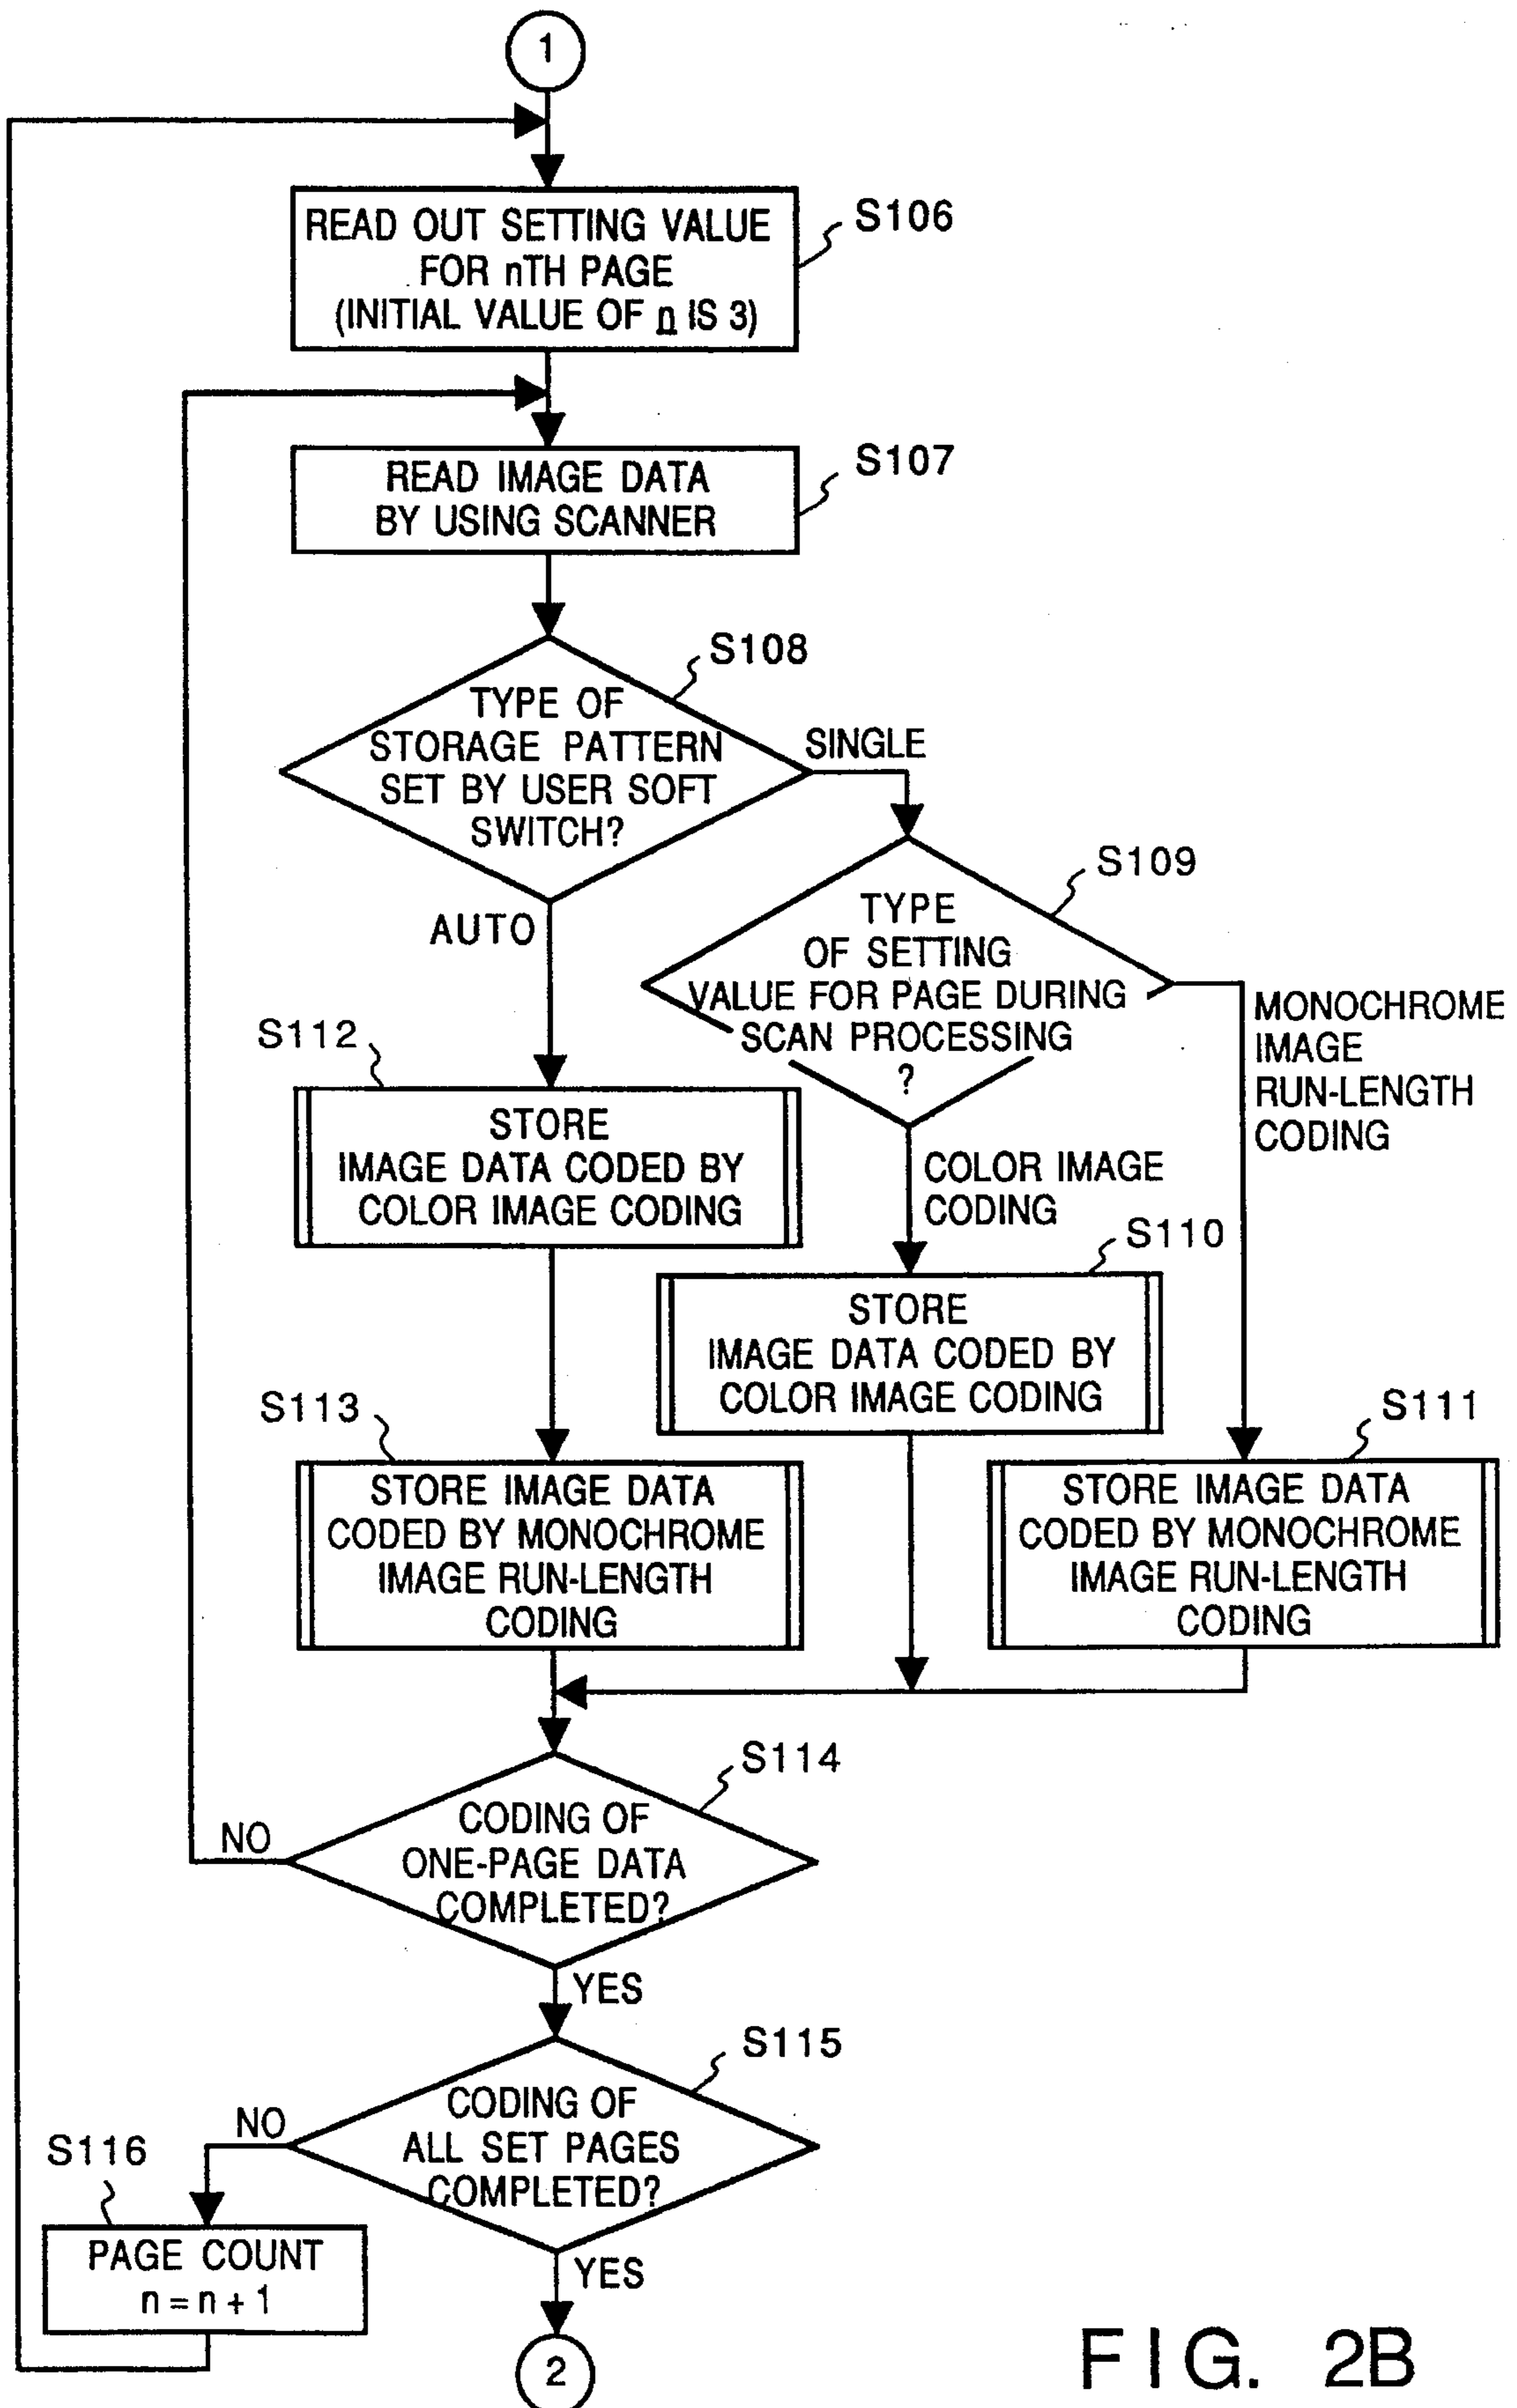 1
READ OUT SETTING VALUE
FOR nTH PAGE
(INITIAL VALUE OF n IS 3)
S106
READ IMAGE DATA
BY USING SCANNER
S107
S108
TYPE OF
STORAGE PATTERN
SET BY USER SOFT
SWITCH?
SINGLE
AUTO
S109
TYPE
OF SETTING
VALUE FOR PAGE DURING
SCAN PROCESSING
?
MONOCHROME
IMAGE
RUN-LENGTH
CODING
S112
STORE
IMAGE DATA CODED BY
COLOR IMAGE CODING
COLOR IMAGE
CODING
S110
STORE
IMAGE DATA CODED BY
COLOR IMAGE CODING
S113
STORE IMAGE DATA
CODED BY MONOCHROME
IMAGE RUN-LENGTH
CODING
S111
STORE IMAGE DATA
CODED BY MONOCHROME
IMAGE RUN-LENGTH
CODING
S114
CODING OF
ONE-PAGE DATA
COMPLETED?
NO
YES
S115
CODING OF
ALL SET PAGES
COMPLETED?
NO
S116
PAGE COUNT
n = n + 1
YES
2
FIG. 2B